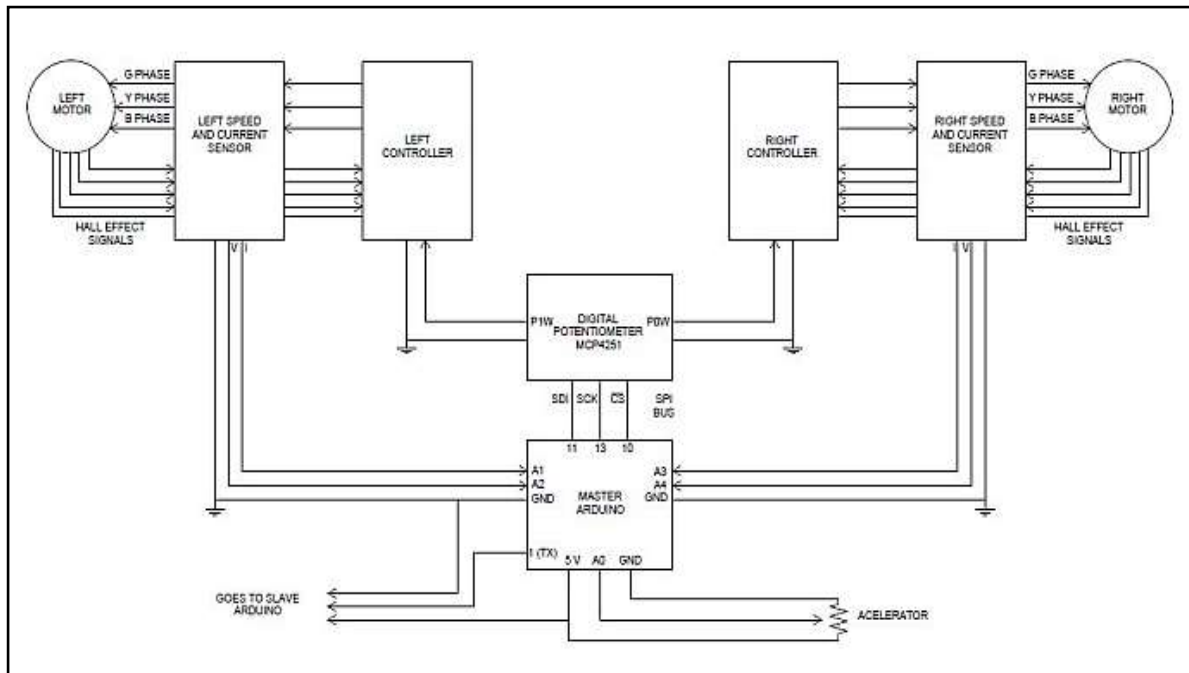 G PHASE
Y PHASE
B PHASE
LEFT
MOTOR
LEFT SPEED
AND CURRENT
SENSOR
LEFT
CONTROLLER
HALL EFFECT
SIGNALS
V I
RIGHT
CONTROLLER
RIGHT SPEED
AND CURRENT
SENSOR
G PHASE
Y PHASE
B PHASE
RIGHT
MOTOR
HALL EFFECT
SIGNALS
I V
P1W
DIGITAL
POTENTIOMETER
MCP4251
P0W
SDI SCK CS SPI
BUS
11 13 10
A1
A2
GND
MASTER
ARDUINO
A3
A4
GND
1 (TX)
5 V A0 GND
GOES TO SLAVE
ARDUINO
ACELERATOR